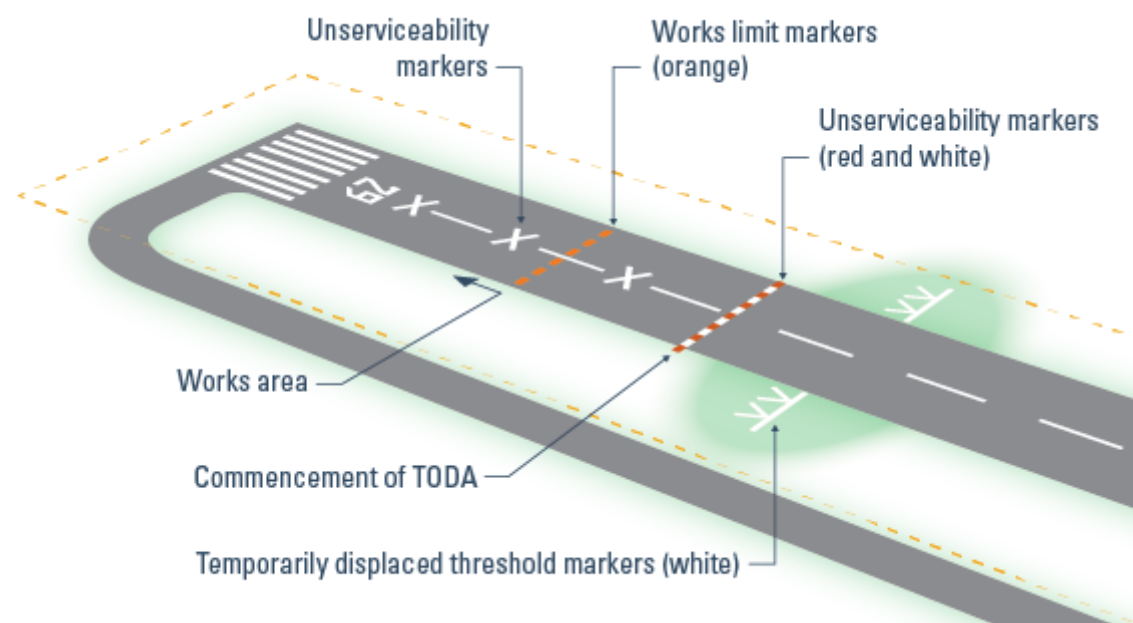 Unserviceability
markers
Works limit markers
(orange)
Unserviceability markers
(red and white)
25
Works area
Commencement of TODA
Temporarily displaced threshold markers (white)